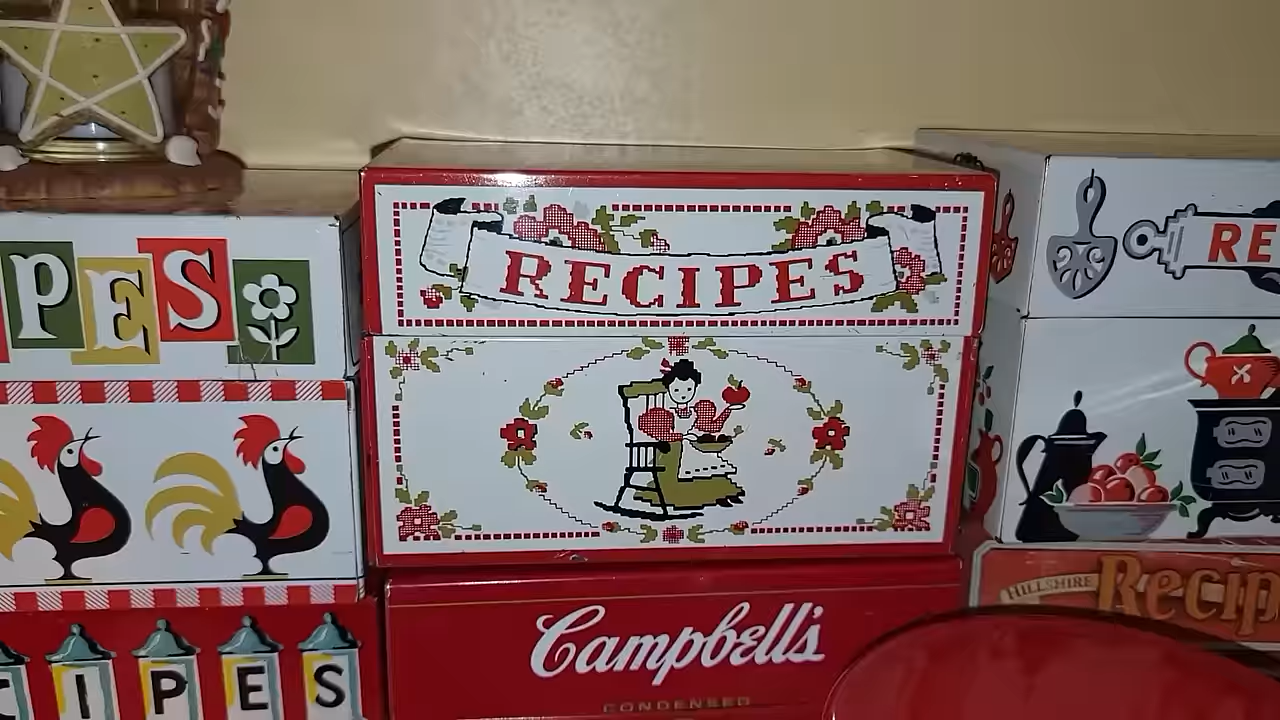 PES
RECIPES
RE
Campbell's
CONDENSED
HILLSHIRE
Recip
CIPES